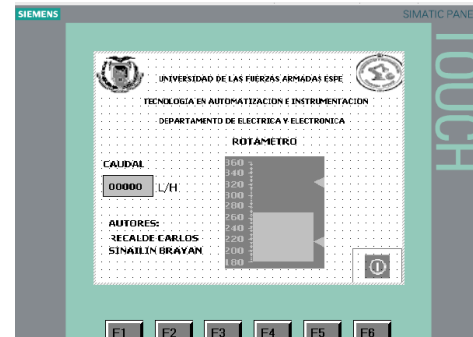 SIEMENS
SIMATIC PANE
TOUCH
UNIVERSIDAD DE LAS FUERZAS ARMADAS ESPE
TECNOLOGIA EN AUTOMATIZACION E INSTRUMENTACION
DEPARTAMENTO DE ELECTRICA Y ELECTRONICA
ROTAMETRO
CAUDAL
00000 L/H
360
340
320
300
280
260
240
220
200
180
AUTORES:
RECALDE CARLOS
SINAILIN BRAYAN
F1 F2 F3 F4 F5 F6